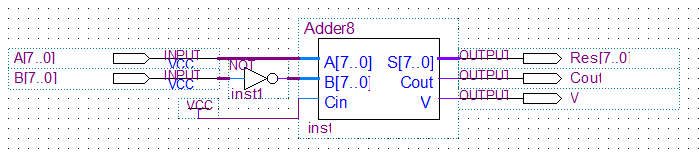 Adder8
A[7..0] INPUT VCC A[7..0] S[7..0] OUTPUT Res[7..0]
NOT
B[7..0] INPUT VCC B[7..0] Cout OUTPUT Cout
inst1
VCC Cin V OUTPUT V
inst